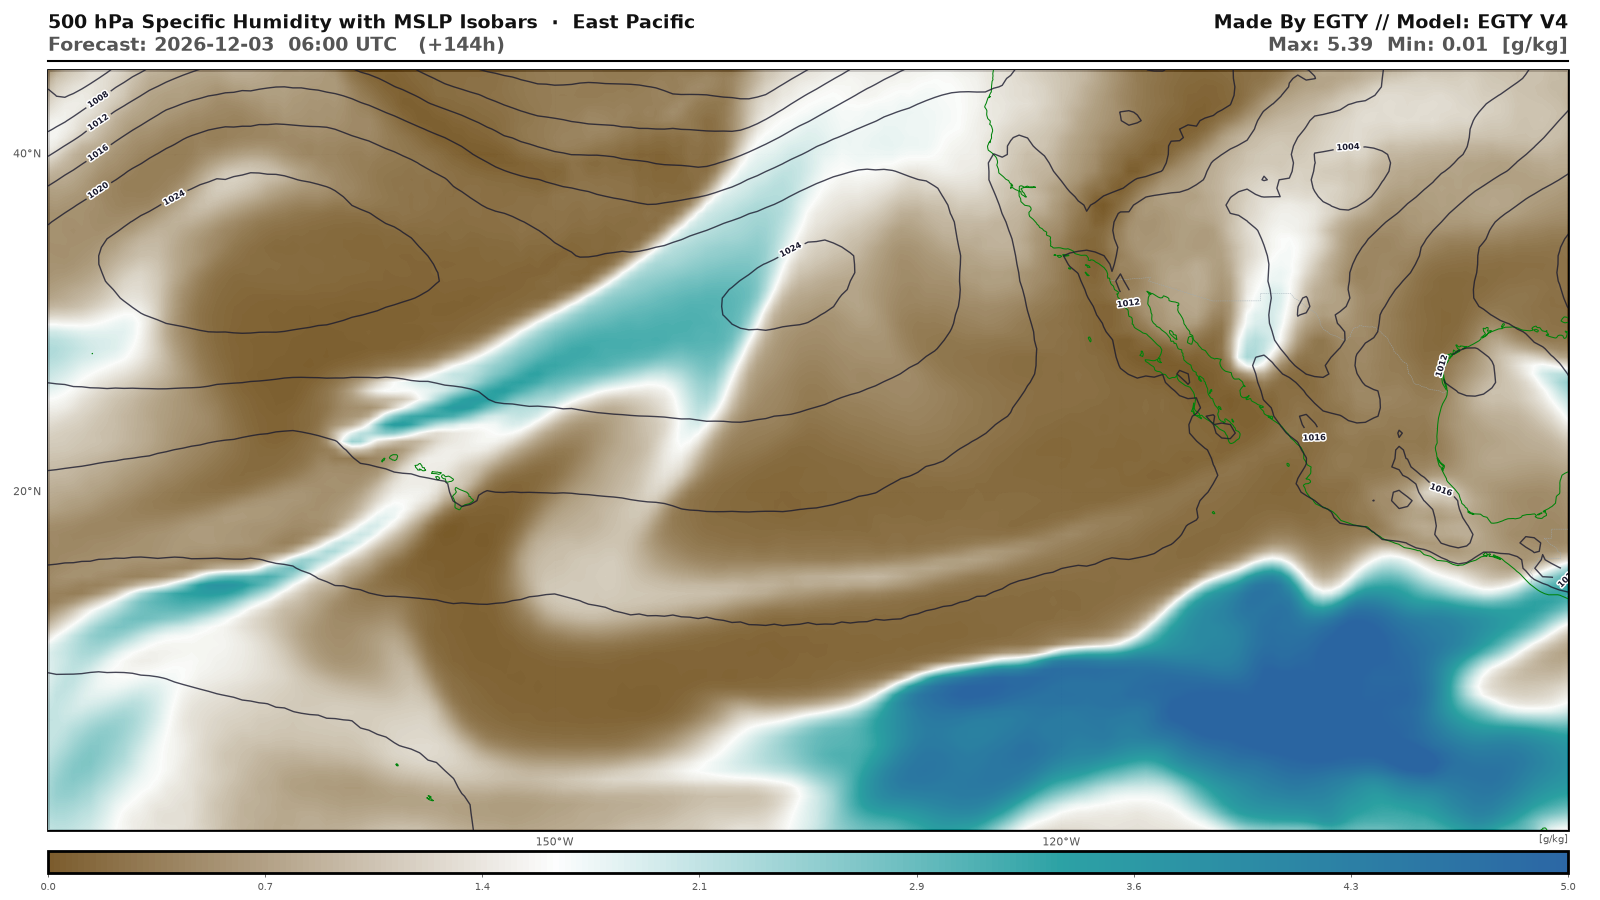 500 hPa Specific Humidity with MSLP Isobars · East Pacific
Made By EGTY // Model: EGTY V4
Forecast: 2026-12-03 06:00 UTC (+144h)
Max: 5.39 Min: 0.01 [g/kg]
1008
1012
1016
1020
1024
40°N
1004
1024
1012
1012
1016
1016
20°N
150°W
120°W
[g/kg]
0.0 0.7 1.4 2.1 2.9 3.6 4.3 5.0